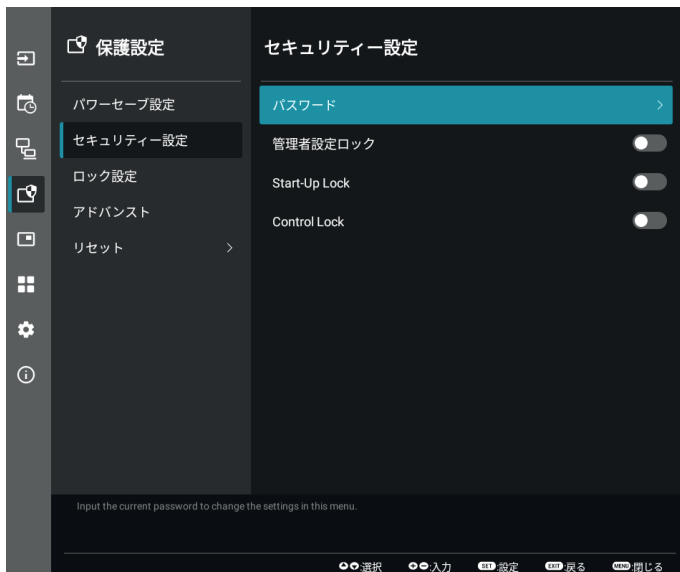 保護設定
パワーセーブ設定
セキュリティー設定
ロック設定
アドバンスト
リセット
セキュリティー設定
パスワード
管理者設定ロック
Start-Up Lock
Control Lock
Input the current password to change the settings in this menu.
:選択 :入力 SET:設定 EXIT:戻る MENU:閉じる